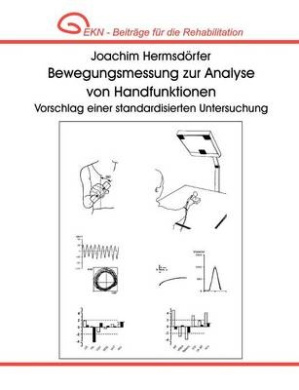 EKN - Beiträge für die Rehabilitation
Joachim Hermsdörfer
Bewegungsmessung zur Analyse
von Handfunktionen
Vorschlag einer standardisierten Untersuchung